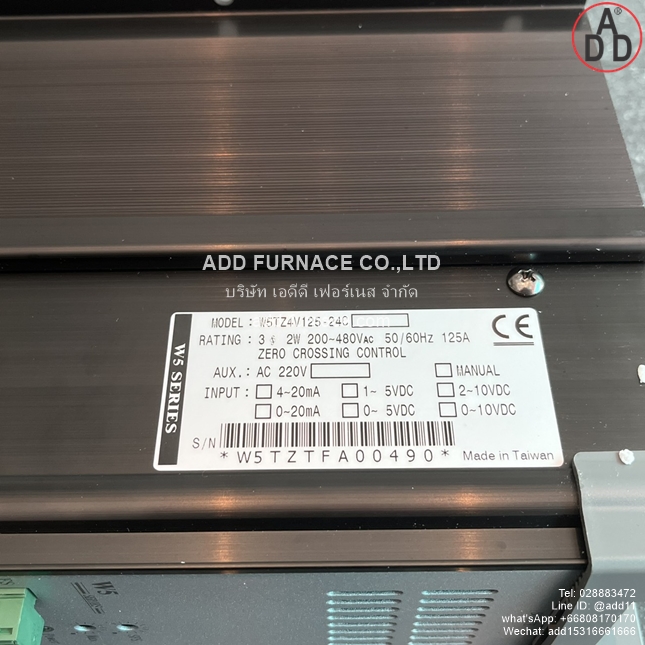 ADD
ADD FURNACE CO.,LTD
บริษัท เอดีดี เฟอร์เนส จำกัด
W5 SERIES
MODEL : W5TZ4V125-24C
RATING : 3 ∮ 2W 200~480VAC 50/60Hz 125A
ZERO CROSSING CONTROL
CE
AUX. : AC 220V □ MANUAL
INPUT : □ 4~20mA □ 1~ 5VDC □ 2~10VDC
□ 0~20mA □ 0~ 5VDC □ 0~10VDC
S/N
*W5TZTFA00490*
Made in Taiwan
W5
Tel: 028883472
Line ID: @add11
what'sApp: +66808170170
Wechat: add15316661666